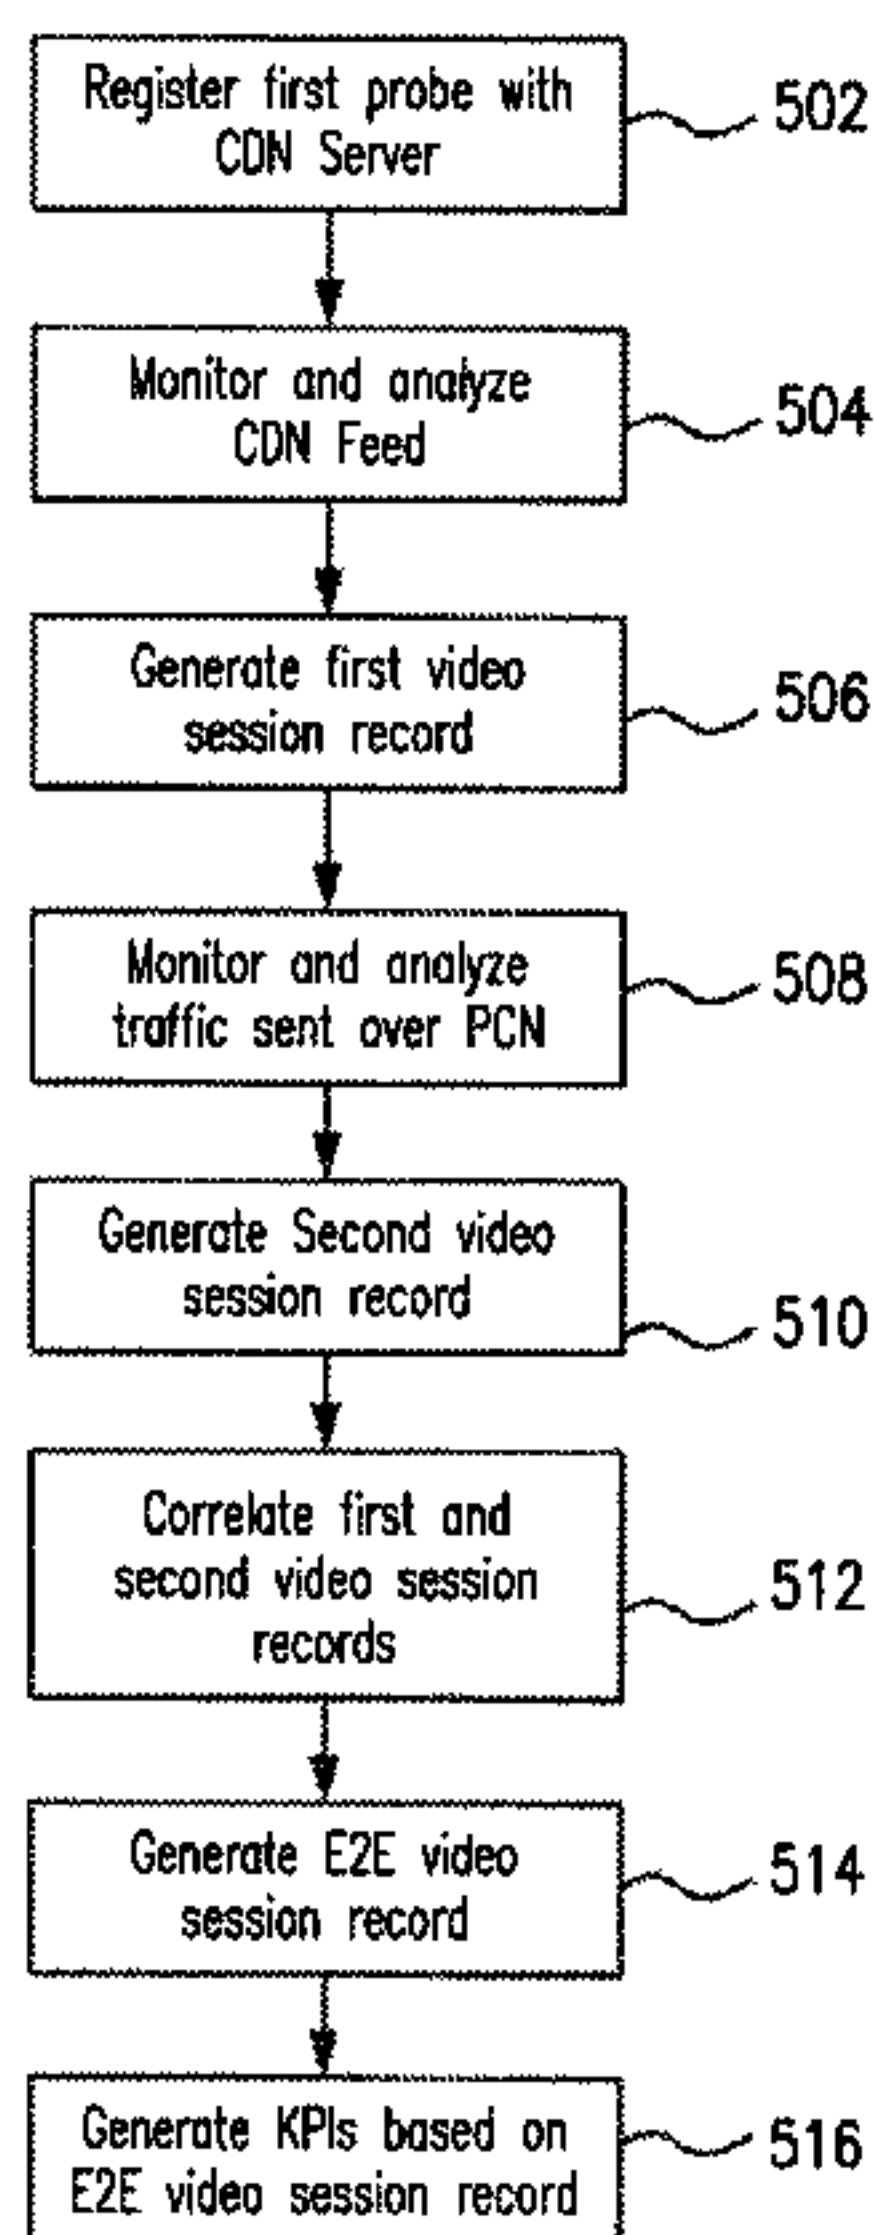 Register first probe with
CDN Server
502
Monitor and analyze
CDN Feed
504
Generate first video
session record
506
Monitor and analyze
traffic sent over PCN
508
Generate Second video
session record
510
Correlate first and
second video session
records
512
Generate E2E video
session record
514
Generate KPIs based on
E2E video session record
516